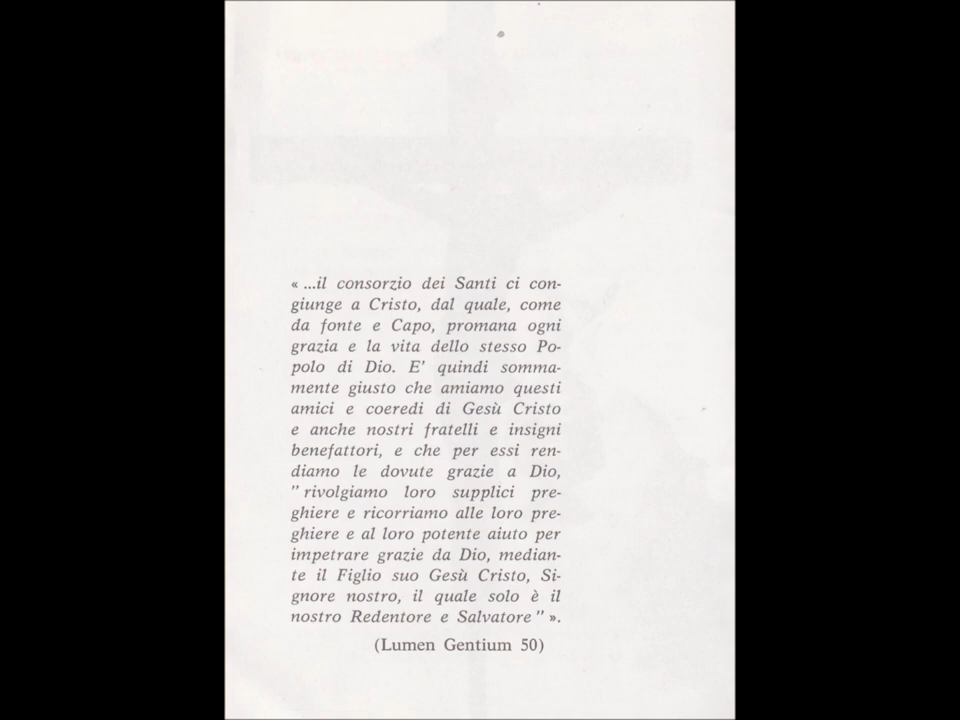 « ...il consorzio dei Santi ci con-
giunge a Cristo, dal quale, come
da fonte e Capo, promana ogni
grazia e la vita dello stesso Po-
polo di Dio. E' quindi somma-
mente giusto che amiamo questi
amici e coeredi di Gesù Cristo
e anche nostri fratelli e insigni
benefattori, e che per essi ren-
diamo le dovute grazie a Dio,
" rivolgiamo loro supplici pre-
ghiere e ricorriamo alle loro pre-
ghiere e al loro potente aiuto per
impetrare grazie da Dio, median-
te il Figlio suo Gesù Cristo, Si-
gnore nostro, il quale solo è il
nostro Redentore e Salvatore " ».
(Lumen Gentium 50)